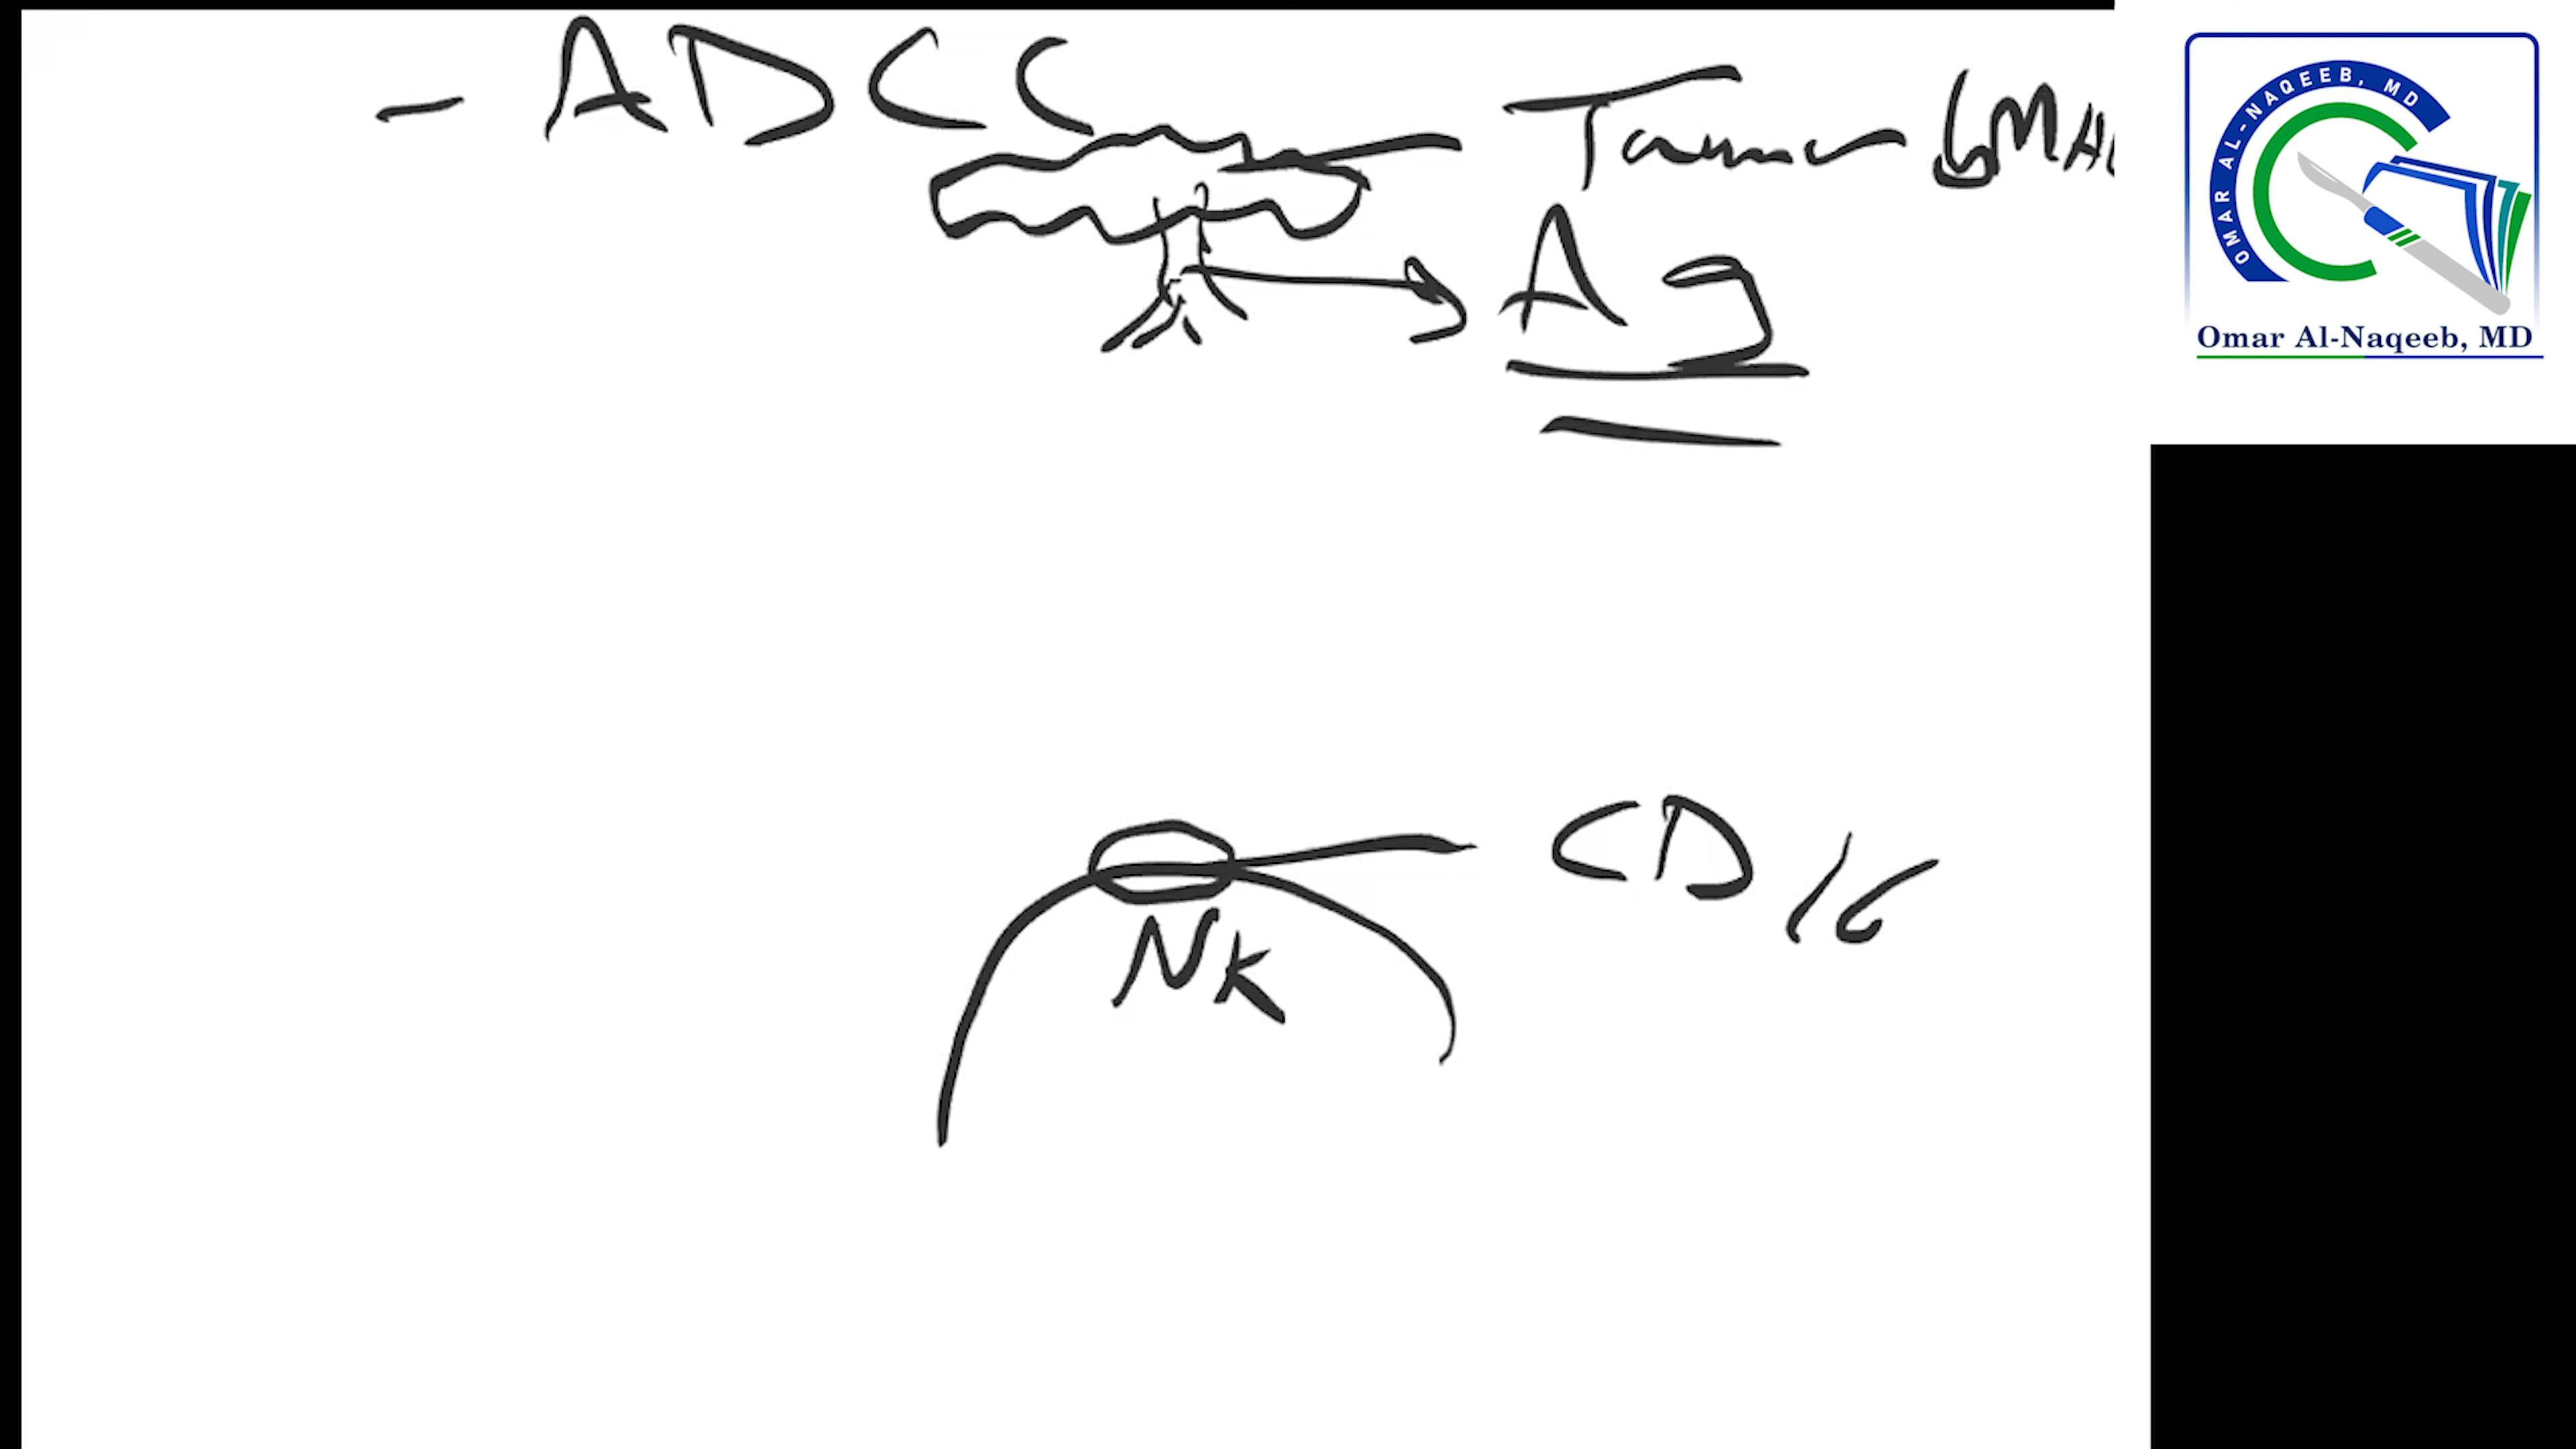 - ADCC
Tumor
Ag
CD16
NK
OMAR AL-NAQEEB, MD
Omar Al-Naqeeb, MD